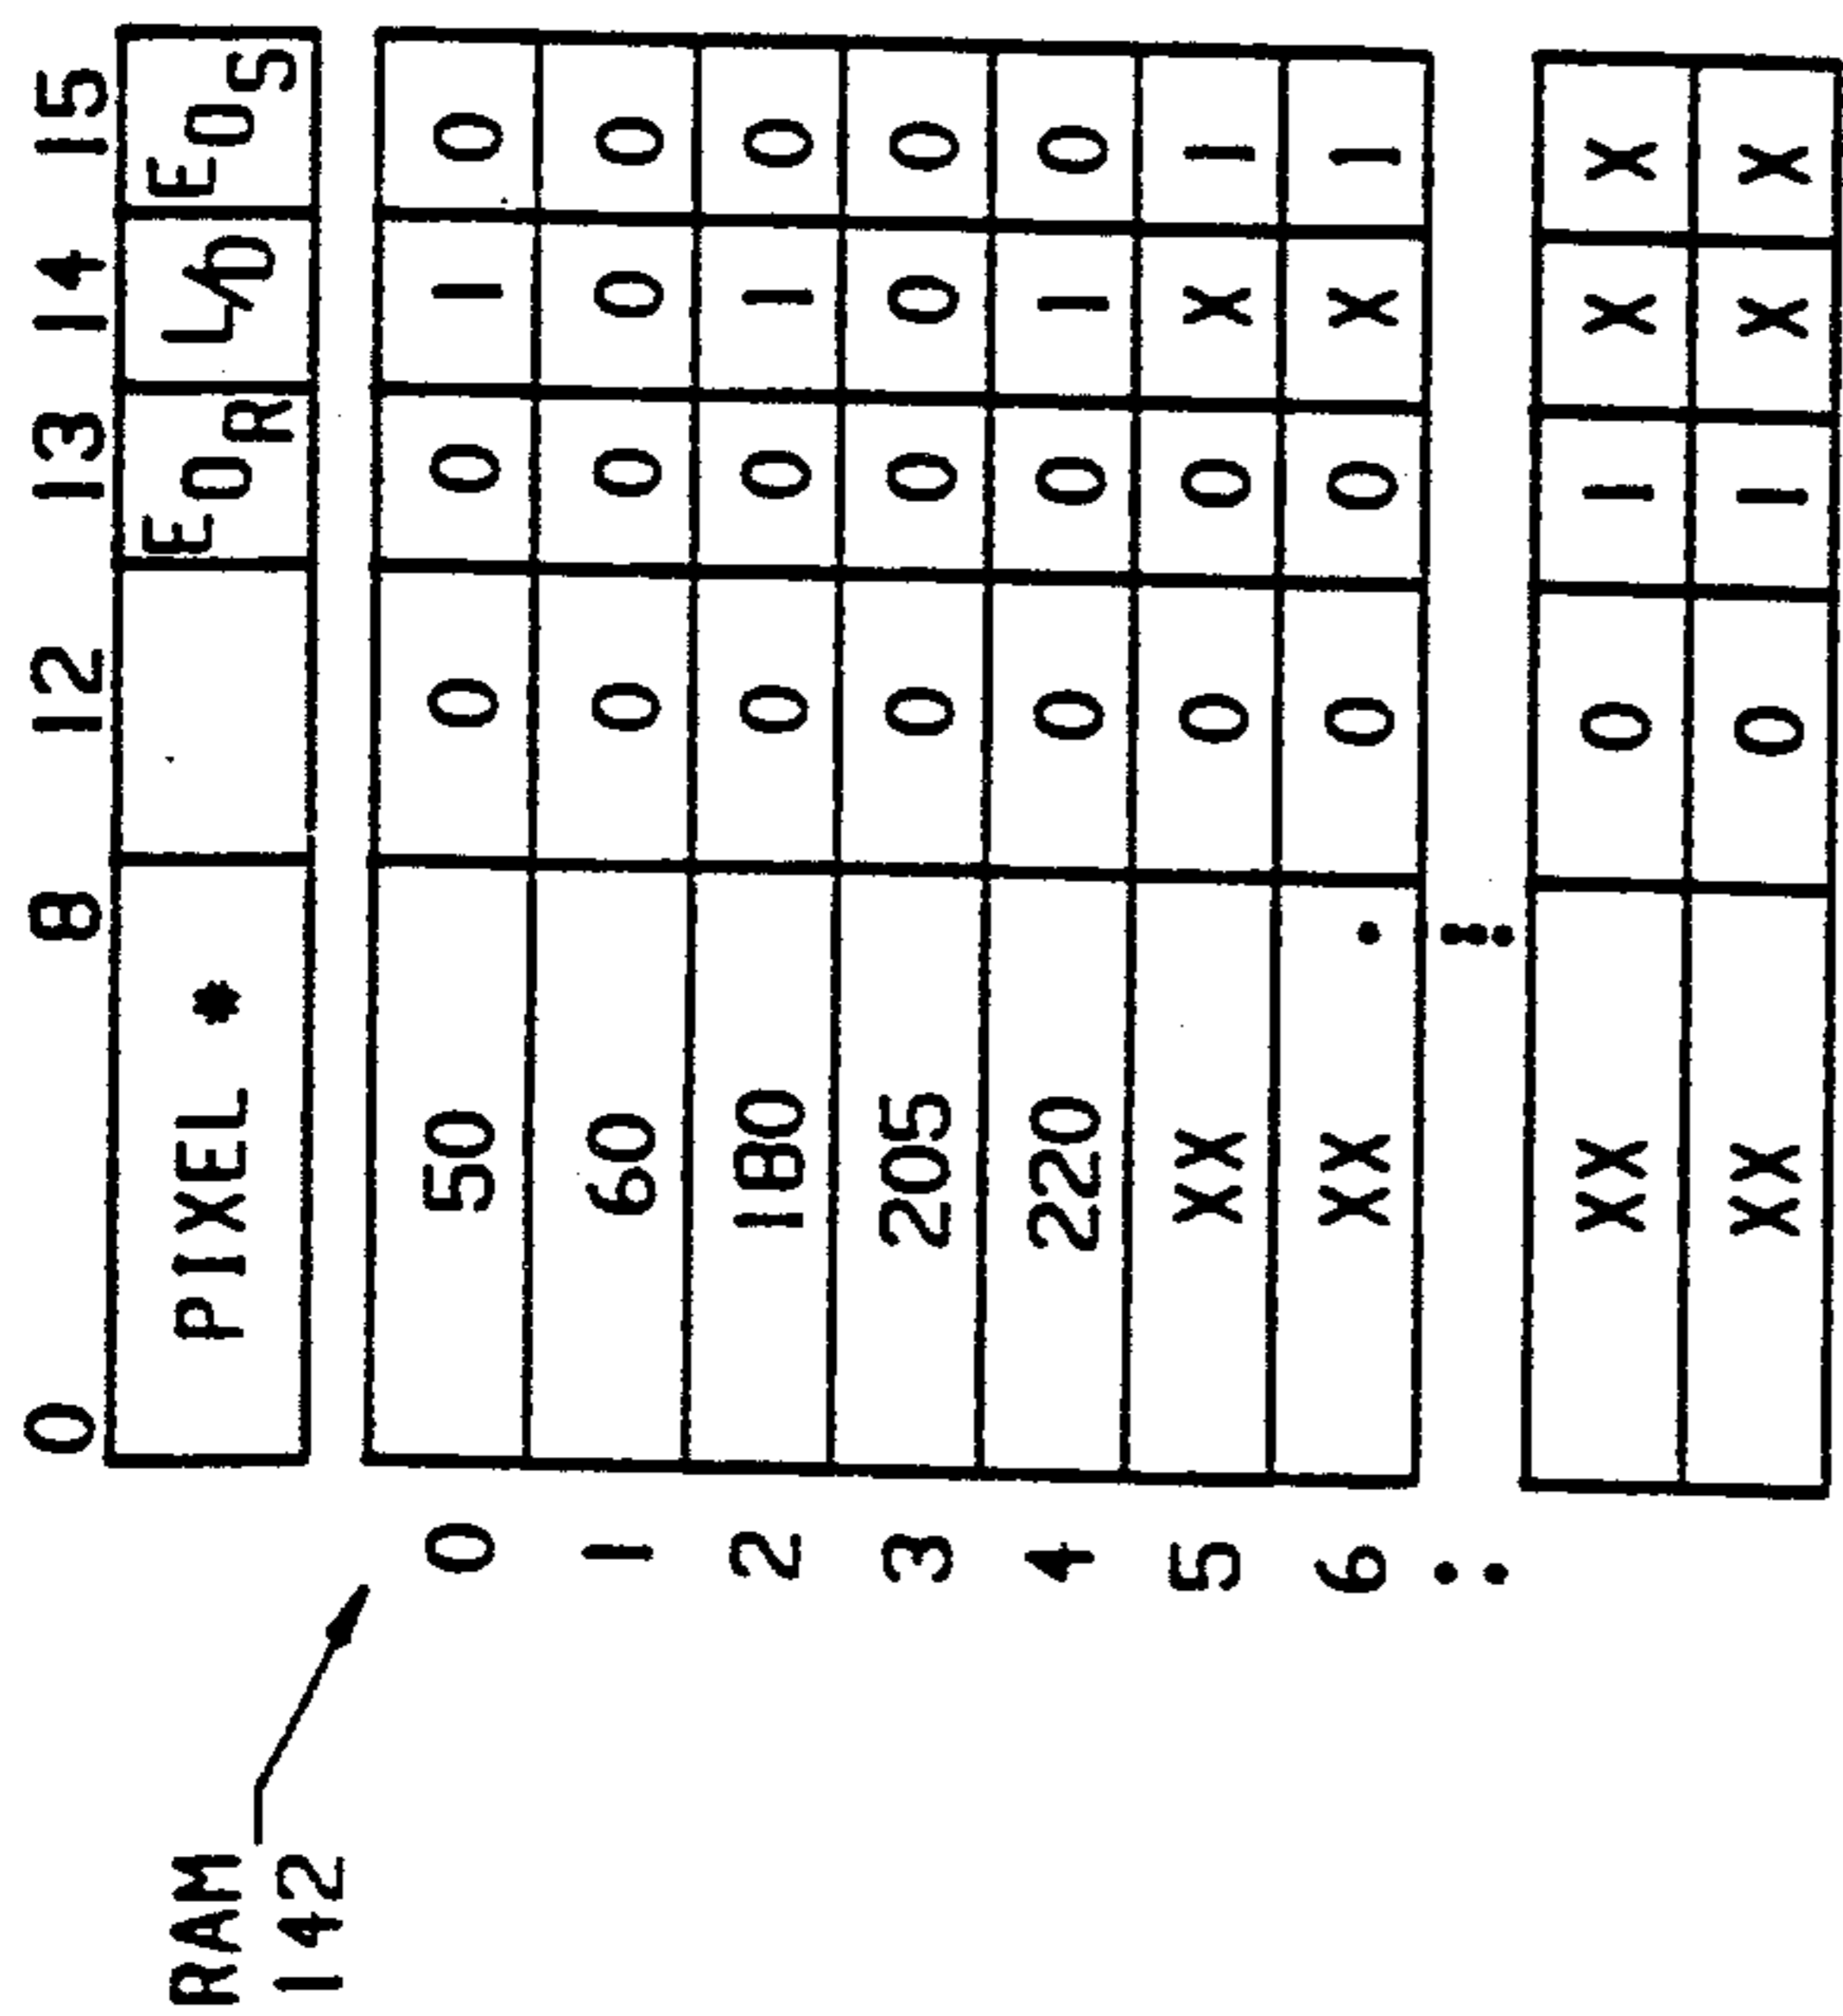 0 8 12 13 14 15
RAM PIXEL * EOR L/D EOS
142
0 50 0 0 1 0
1 60 0 0 0 0
2 180 0 0 1 0
3 205 0 0 0 0
4 220 0 0 1 0
5 XX 0 0 X 1
6 XX 0 0 X 1
XX 0 1 X X
XX 0 1 X X